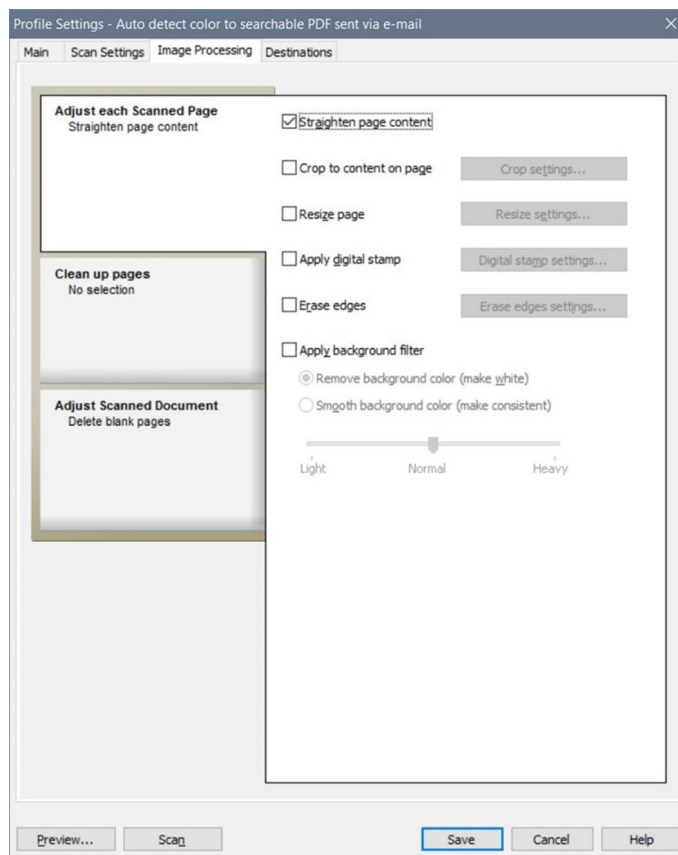 Profile Settings - Auto detect color to searchable PDF sent via e-mail
Main Scan Settings Image Processing Destinations
Adjust each Scanned Page
Straighten page content
Clean up pages
No selection
Adjust Scanned Document
Delete blank pages
Straighten page content
Crop to content on page Crop settings...
Resize page Resize settings...
Apply digital stamp Digital stamp settings...
Erase edges Erase edges settings...
Apply background filter
Remove background color (make white)
Smooth background color (make consistent)
Light Normal Heavy
Preview... Scan Save Cancel Help